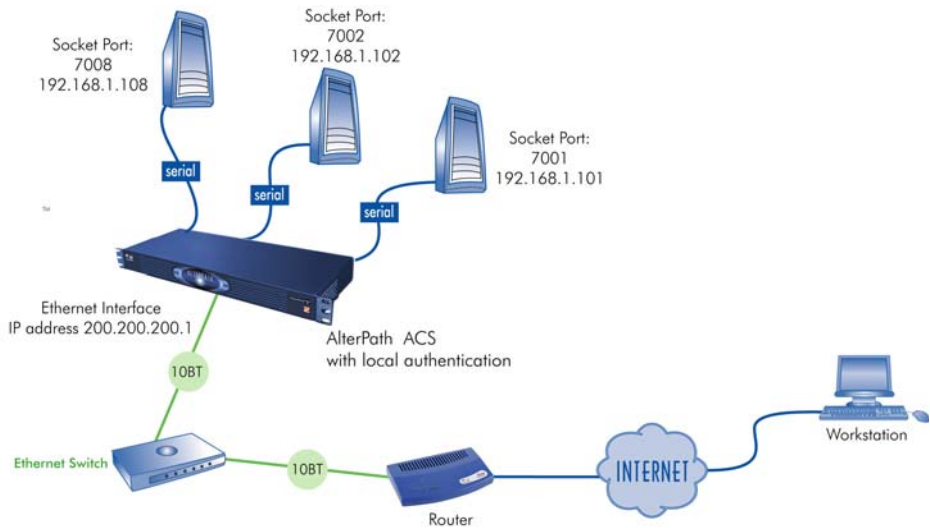 Socket Port:
7008
192.168.1.108
Socket Port:
7002
192.168.1.102
Socket Port:
7001
192.168.1.101
serial
serial
serial
TM
Ethernet Interface
IP address 200.200.200.1
AlterPath ACS
with local authentication
10BT
Ethernet Switch
10BT
Router
INTERNET
Workstation